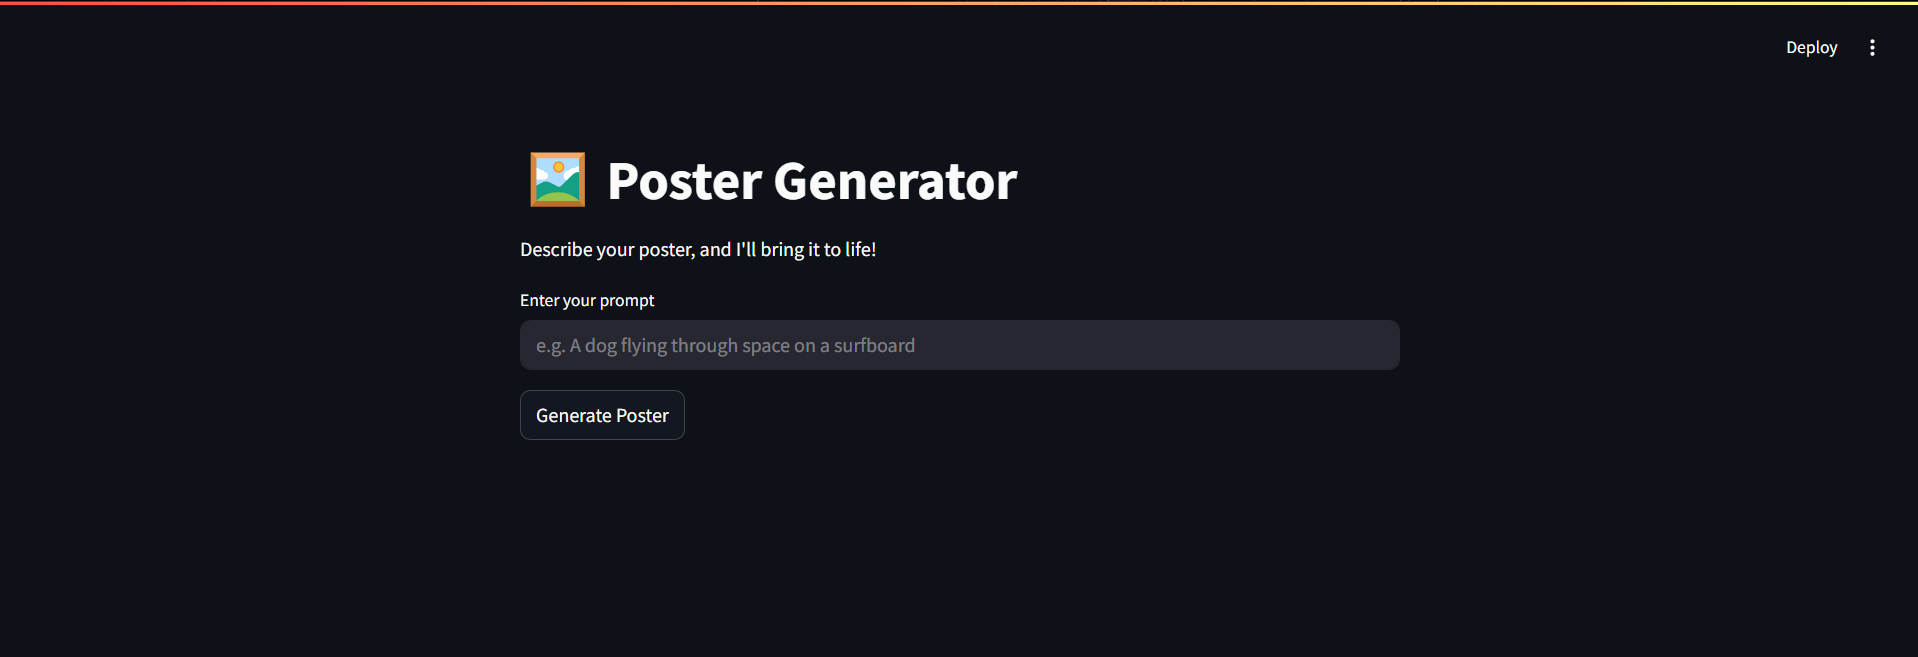 Deploy
Poster Generator
Describe your poster, and I'll bring it to life!
Enter your prompt
e.g. A dog flying through space on a surfboard
Generate Poster